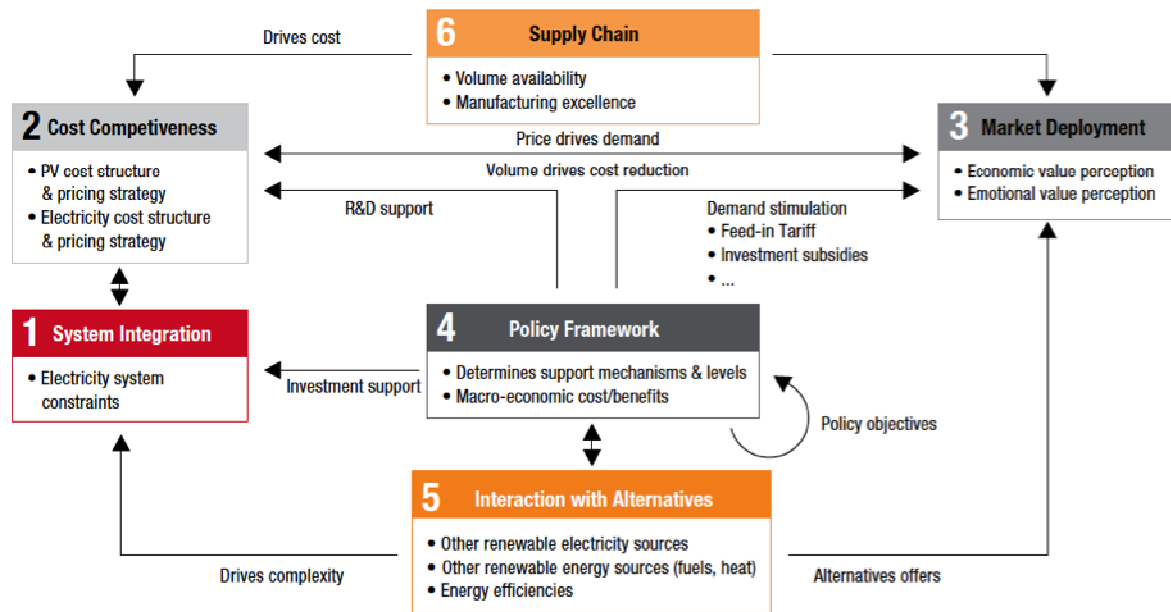 Drives cost
6 Supply Chain
• Volume availability
• Manufacturing excellence
2 Cost Competiveness
• PV cost structure
& pricing strategy
• Electricity cost structure
& pricing strategy
Price drives demand
Volume drives cost reduction
3 Market Deployment
• Economic value perception
• Emotional value perception
R&D support
Demand stimulation
• Feed-in Tariff
• Investment subsidies
• ...
1 System Integration
• Electricity system
constraints
Investment support
4 Policy Framework
• Determines support mechanisms & levels
• Macro-economic cost/benefits
Policy objectives
5 Interaction with Alternatives
• Other renewable electricity sources
• Other renewable energy sources (fuels, heat)
• Energy efficiencies
Drives complexity
Alternatives offers